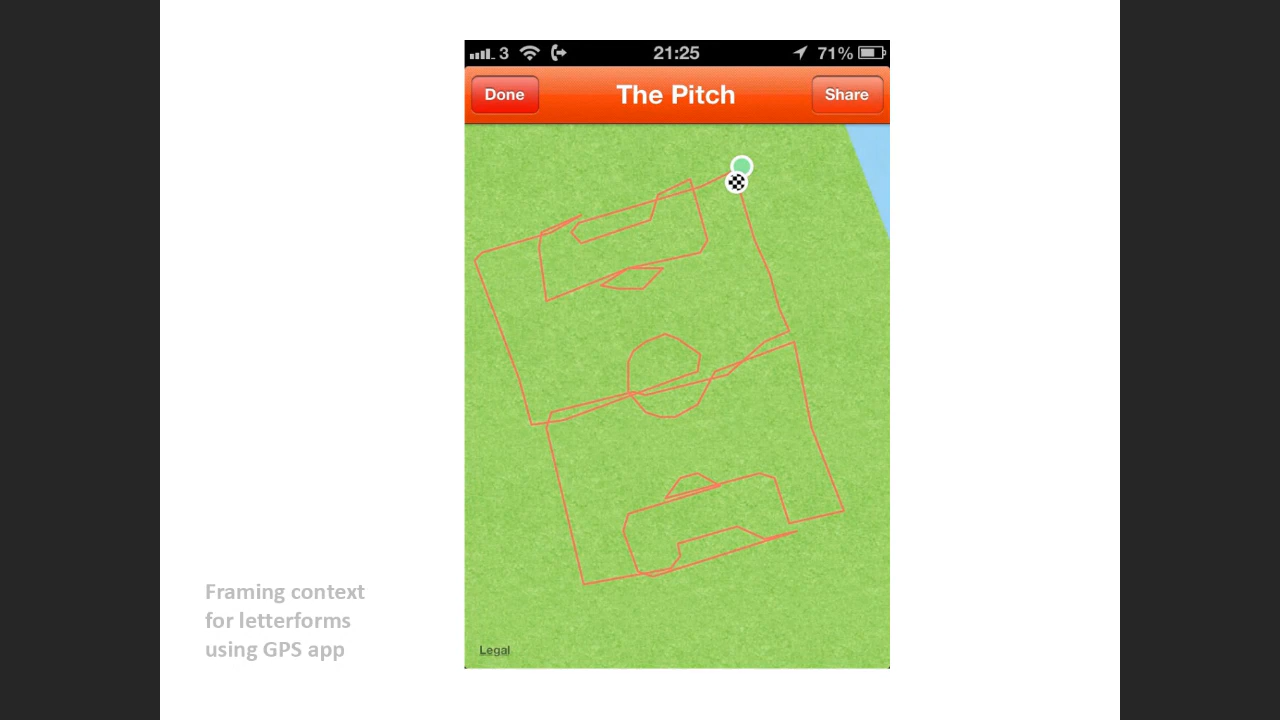 3 21:25 71%
Done The Pitch Share
Framing context
for letterforms
using GPS app
Legal